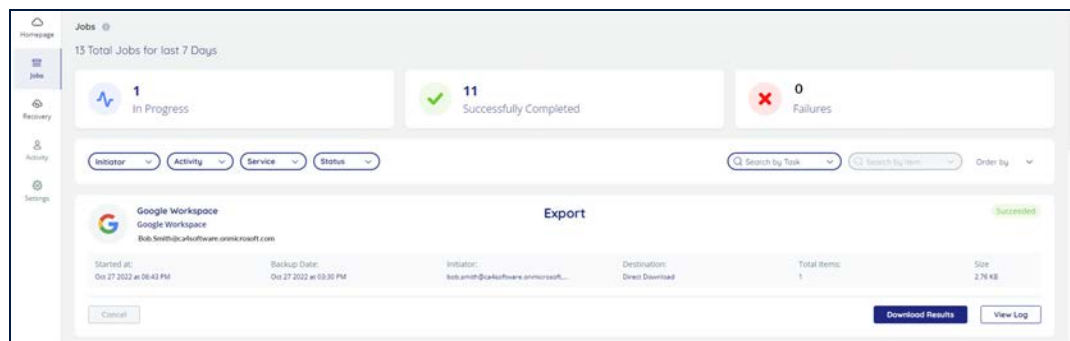 Homepage
Jobs
Recovery
Activity
Settings
Jobs
13 Total Jobs for last 7 Days
1
In Progress
11
Successfully Completed
0
Failures
Initiator
Activity
Service
Status
Search by Task
Search by Item
Order by
Google Workspace
Google Workspace
Bob.Smith@ca4software.onmicrosoft.com
Export
Succeeded
Started at:
Oct 27 2022 at 06:43 PM
Backup Date:
Oct 27 2022 at 03:30 PM
Initiator:
bob.smith@ca4software.onmicrosoft....
Destination:
Direct Download
Total Items:
1
Size
2.76 KB
Cancel
Download Results
View Log